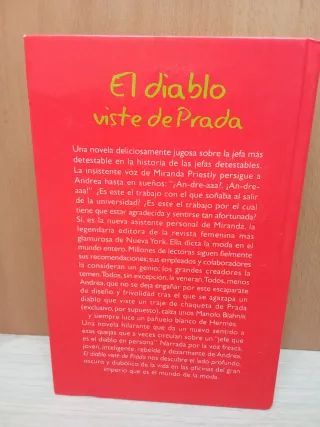 El diablo
viste de Prada
Una novela deliciosamente jugosa sobre la jefa más
detestable en la historia de las jefas detestables.
La insistente voz de Miranda Priestly persigue a
Andrea hasta en sueños: "¿An-dre-aaa?. ¡An-dre-
aaa!". ¿Es este el trabajo con el que soñaba al salir
de la universidad? ¿Es este el trabajo por el cual
tiene que estar agradecida y sentirse tan afortunada?
Sí, es la nueva asistente personal de Miranda, la
legendaria editora de la revista femenina más
glamurosa de Nueva York. Ella dicta la moda en el
mundo entero. Millones de lectoras siguen fielmente
sus recomendaciones; sus empleados y colaboradores
la consideran un genio; los grandes creadores la
temen. Todos, sin excepción, la veneran. Todos, menos
Andrea, que no se deja engañar por este escaparate
de diseño y frivolidad tras el que se agazapa un
diablo que viste un traje de chaqueta de Prada
(exclusivo, por supuesto), calza unos Manolo Blahnik
y siempre luce un pañuelo blanco de Hermès.
Una novela hilarante que da un nuevo sentido a
esas quejas que a veces circulan sobre un "jefe que
es el diablo en persona". Narrada por la voz fresca,
joven, inteligente, rebelde y desarmante de Andrea,
El diablo viste de Prada nos descubre el lado profundo,
oscuro y diabólico de la vida en las oficinas del gran
imperio que es el mundo de la moda.